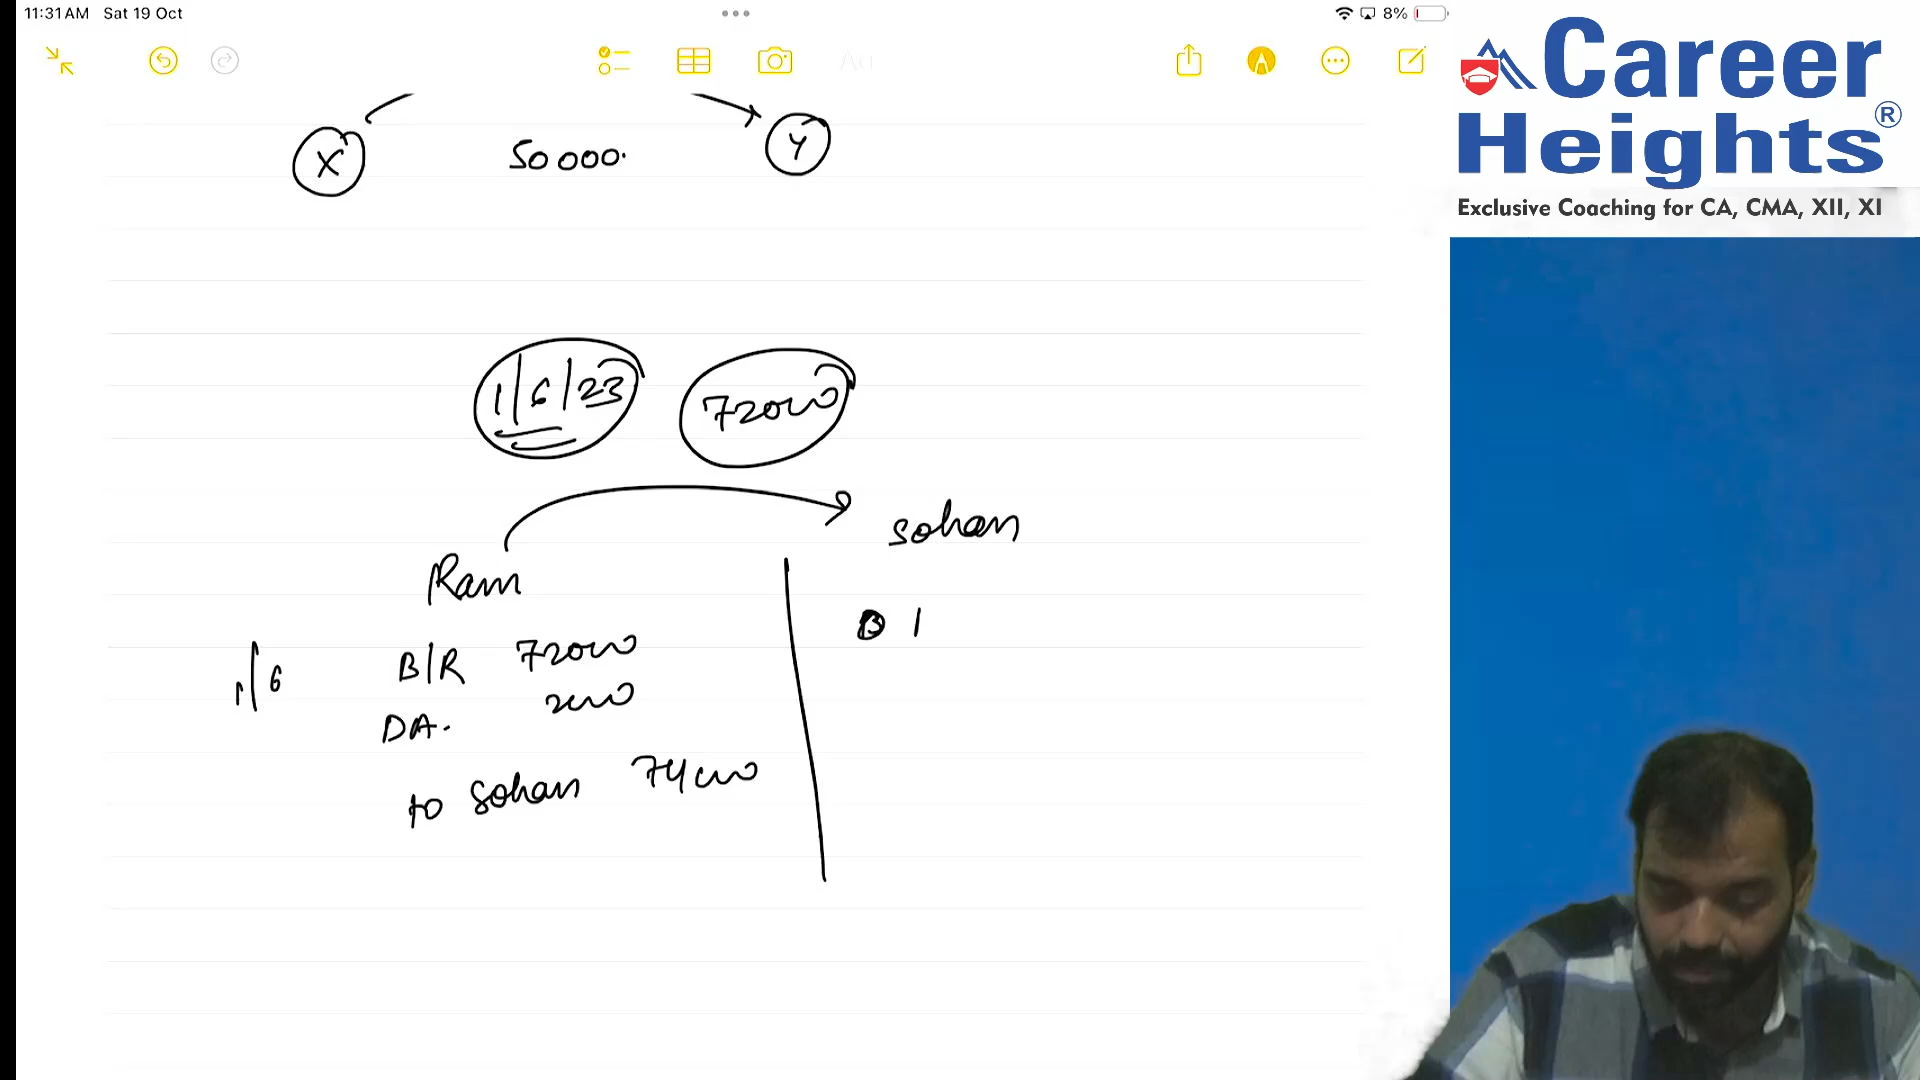 11:31 AM Sat 19 Oct
8%
Career
Heights®
Exclusive Coaching for CA, CMA, XII, XI
X 50000. Y
1/6/23 72000
Sohan
Ram
1/6 B/R 72000
DA. 2000
to Sohan 74000
B |